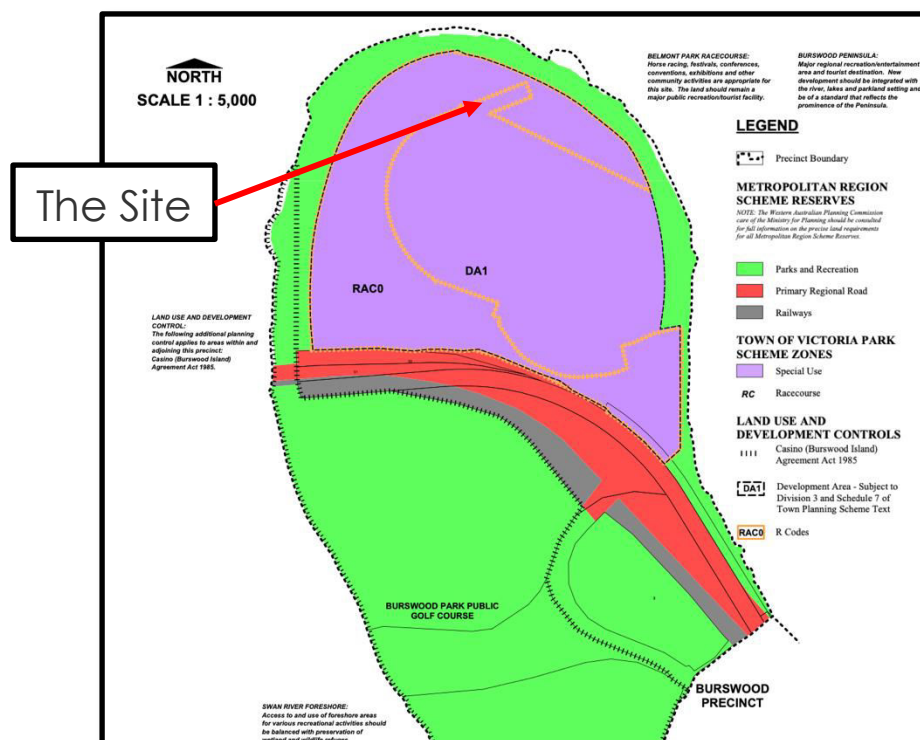 NORTH
SCALE 1 : 5,000
The Site
BELMONT PARK RACECOURSE:
Horse racing, festivals, conferences,
conventions, exhibitions and other
community activities are appropriate for
this site. The land should remain a
major public recreation/tourist facility.
BURSWOOD PENINSULA:
Major regional recreation/entertainment
area and tourist destination. New
development should be integrated with
the river, lakes and parkland setting and
be of a standard that reflects the
prominence of the Peninsula.
DA1
RAC0
LAND USE AND DEVELOPMENT
CONTROL:
The following additional planning
control applies to areas within and
adjoining this precinct:
Casino (Burswood Island)
Agreement Act 1985.
BURSWOOD PARK PUBLIC
GOLF COURSE
BURSWOOD
PRECINCT
SWAN RIVER FORESHORE:
Access to and use of foreshore areas
for various recreational activities should
be balanced with preservation of
wetland and wildlife refuges
LEGEND
Precinct Boundary
METROPOLITAN REGION
SCHEME RESERVES
NOTE: The Western Australian Planning Commission
care of the Ministry for Planning should be consulted
for full information on the precise land requirements
for all Metropolitan Region Scheme Reserves.
Parks and Recreation
Primary Regional Road
Railways
TOWN OF VICTORIA PARK
SCHEME ZONES
Special Use
RC Racecourse
LAND USE AND
DEVELOPMENT CONTROLS
Casino (Burswood Island)
Agreement Act 1985
DA1 Development Area - Subject to
Division 3 and Schedule 7 of
Town Planning Scheme Text
RAC0 R Codes